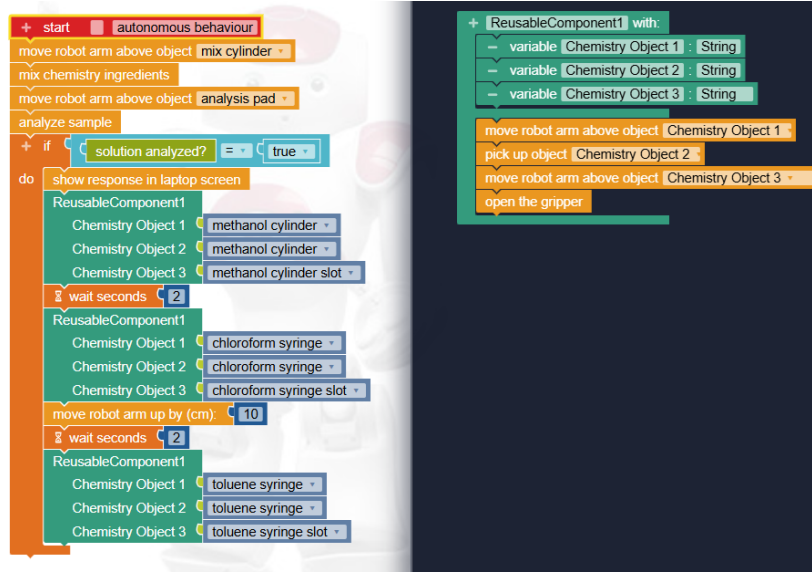 + start autonomous behaviour
move robot arm above object mix cylinder
mix chemistry ingredients
move robot arm above object analysis pad
analyze sample
+ if solution analyzed? = true
do show response in laptop screen
ReusableComponent1
Chemistry Object 1 methanol cylinder
Chemistry Object 2 methanol cylinder
Chemistry Object 3 methanol cylinder slot
wait seconds 2
ReusableComponent1
Chemistry Object 1 chloroform syringe
Chemistry Object 2 chloroform syringe
Chemistry Object 3 chloroform syringe slot
move robot arm up by (cm): 10
wait seconds 2
ReusableComponent1
Chemistry Object 1 toluene syringe
Chemistry Object 2 toluene syringe
Chemistry Object 3 toluene syringe slot
+ ReusableComponent1 with:
− variable Chemistry Object 1 : String
− variable Chemistry Object 2 : String
− variable Chemistry Object 3 : String
move robot arm above object Chemistry Object 1
pick up object Chemistry Object 2
move robot arm above object Chemistry Object 3
open the gripper